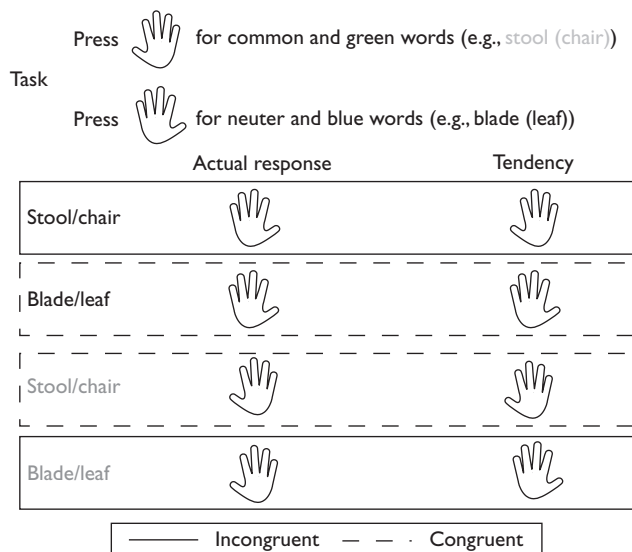 Press for common and green words (e.g., stool (chair))
Task
Press for neuter and blue words (e.g., blade (leaf))
Actual response Tendency
Stool/chair
Blade/leaf
Stool/chair
Blade/leaf
Incongruent Congruent